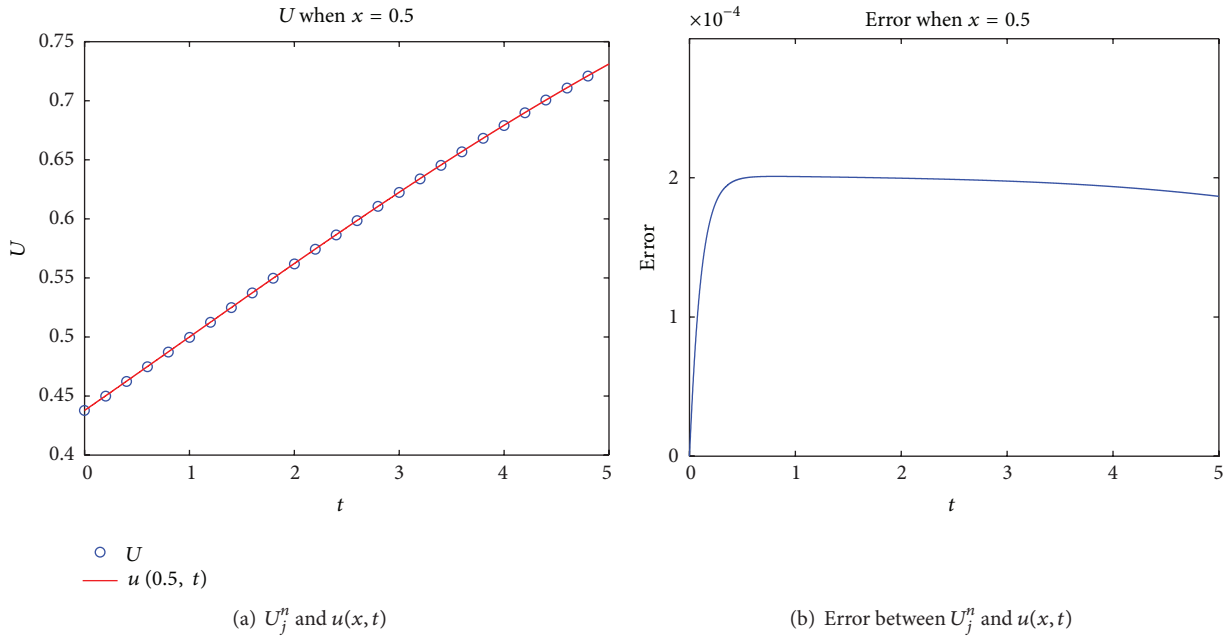 U when x = 0.5
0.75
0.7
0.65
0.6
0.55
0.5
0.45
0.4
U
0 1 2 3 4 5
t
U
u (0.5, t)
(a) U_j^n and u(x, t)
×10^−4
Error when x = 0.5
2
1
0
Error
0 1 2 3 4 5
t
(b) Error between U_j^n and u(x, t)